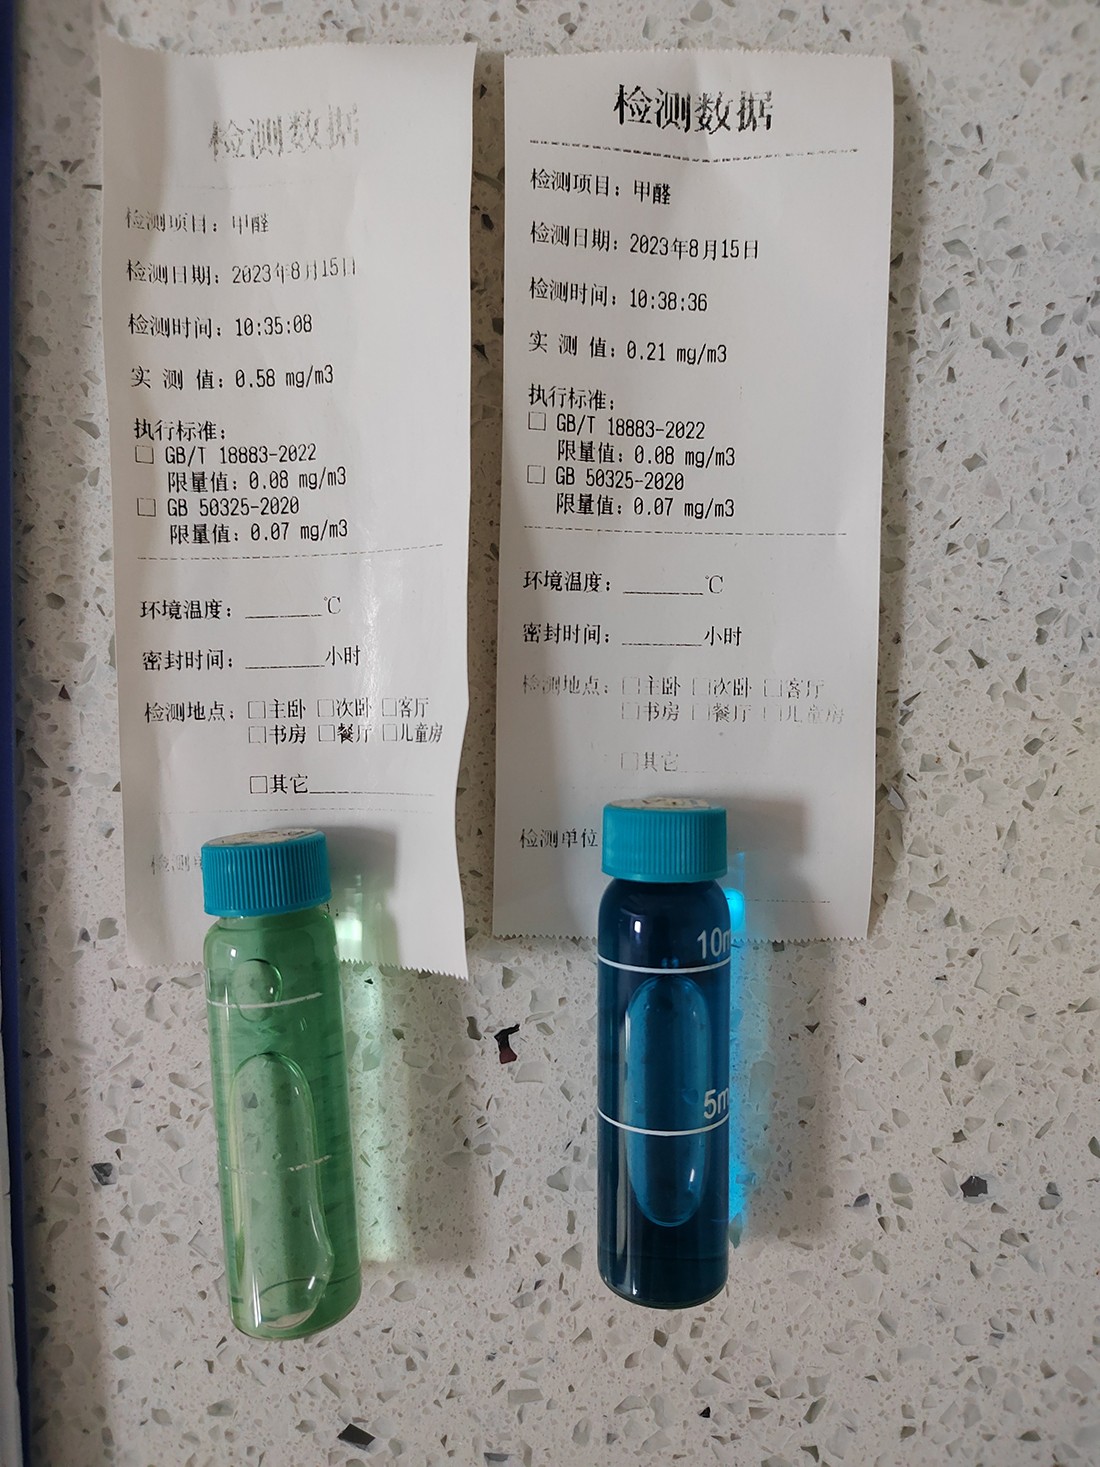 检测数据
检测项目：甲醛
检测日期：2023年8月15日
检测时间：10:35:08
实 测 值：0.58 mg/m3
执行标准：
□ GB/T 18883-2022
限量值：0.08 mg/m3
□ GB 50325-2020
限量值：0.07 mg/m3
环境温度：_______℃
密封时间：_______小时
检测地点：□主卧 □次卧 □客厅
□书房 □餐厅 □儿童房
□其它___________
检测
检测数据
检测项目：甲醛
检测日期：2023年8月15日
检测时间：10:38:36
实 测 值：0.21 mg/m3
执行标准：
□ GB/T 18883-2022
限量值：0.08 mg/m3
□ GB 50325-2020
限量值：0.07 mg/m3
环境温度：_______℃
密封时间：_______小时
检测地点：□主卧 □次卧 □客厅
□书房 □餐厅 □儿童房
□其它__
检测单位
10m
5m